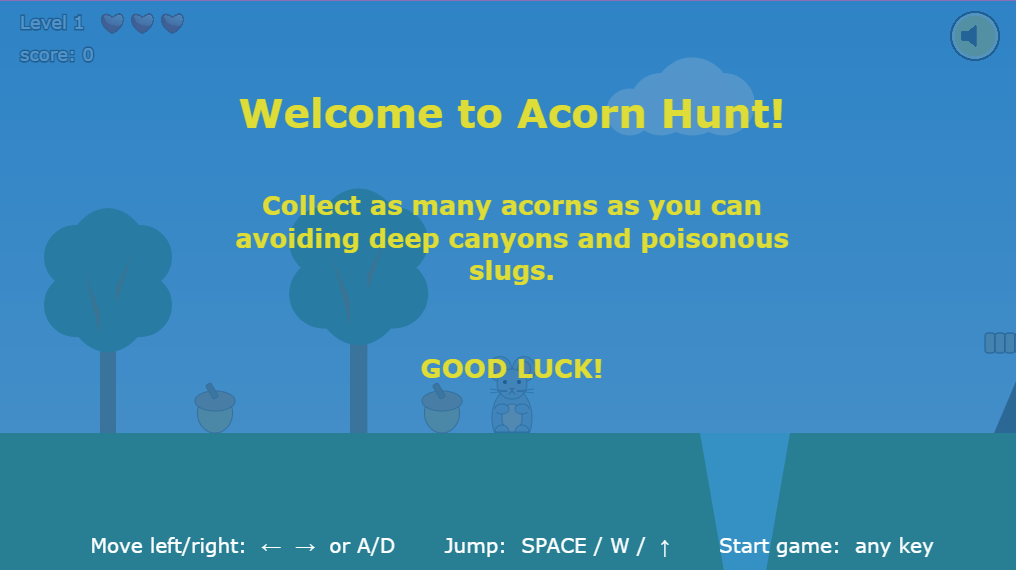 Level 1
score: 0
Welcome to Acorn Hunt!
Collect as many acorns as you can
avoiding deep canyons and poisonous
slugs.
GOOD LUCK!
Move left/right: ← → or A/D Jump: SPACE / W / ↑ Start game: any key